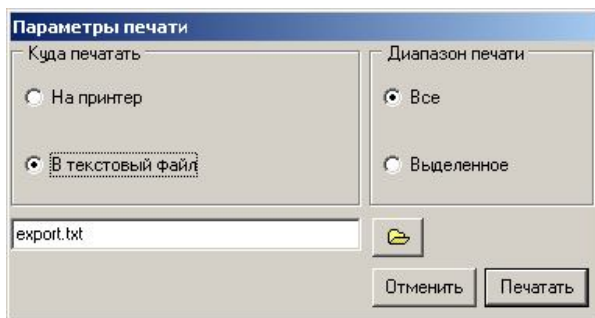 Параметры печати
Куда печатать
Диапазон печати
На принтер
Все
В текстовый файл
Выделенное
export.txt
Отменить
Печатать